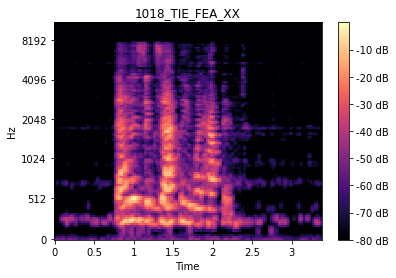 1018_TIE_FEA_XX
8192
4096
2048
1024
512
0
Hz
0
0.5
1
1.5
2
2.5
3
Time
-10 dB
-20 dB
-30 dB
-40 dB
-50 dB
-60 dB
-70 dB
-80 dB